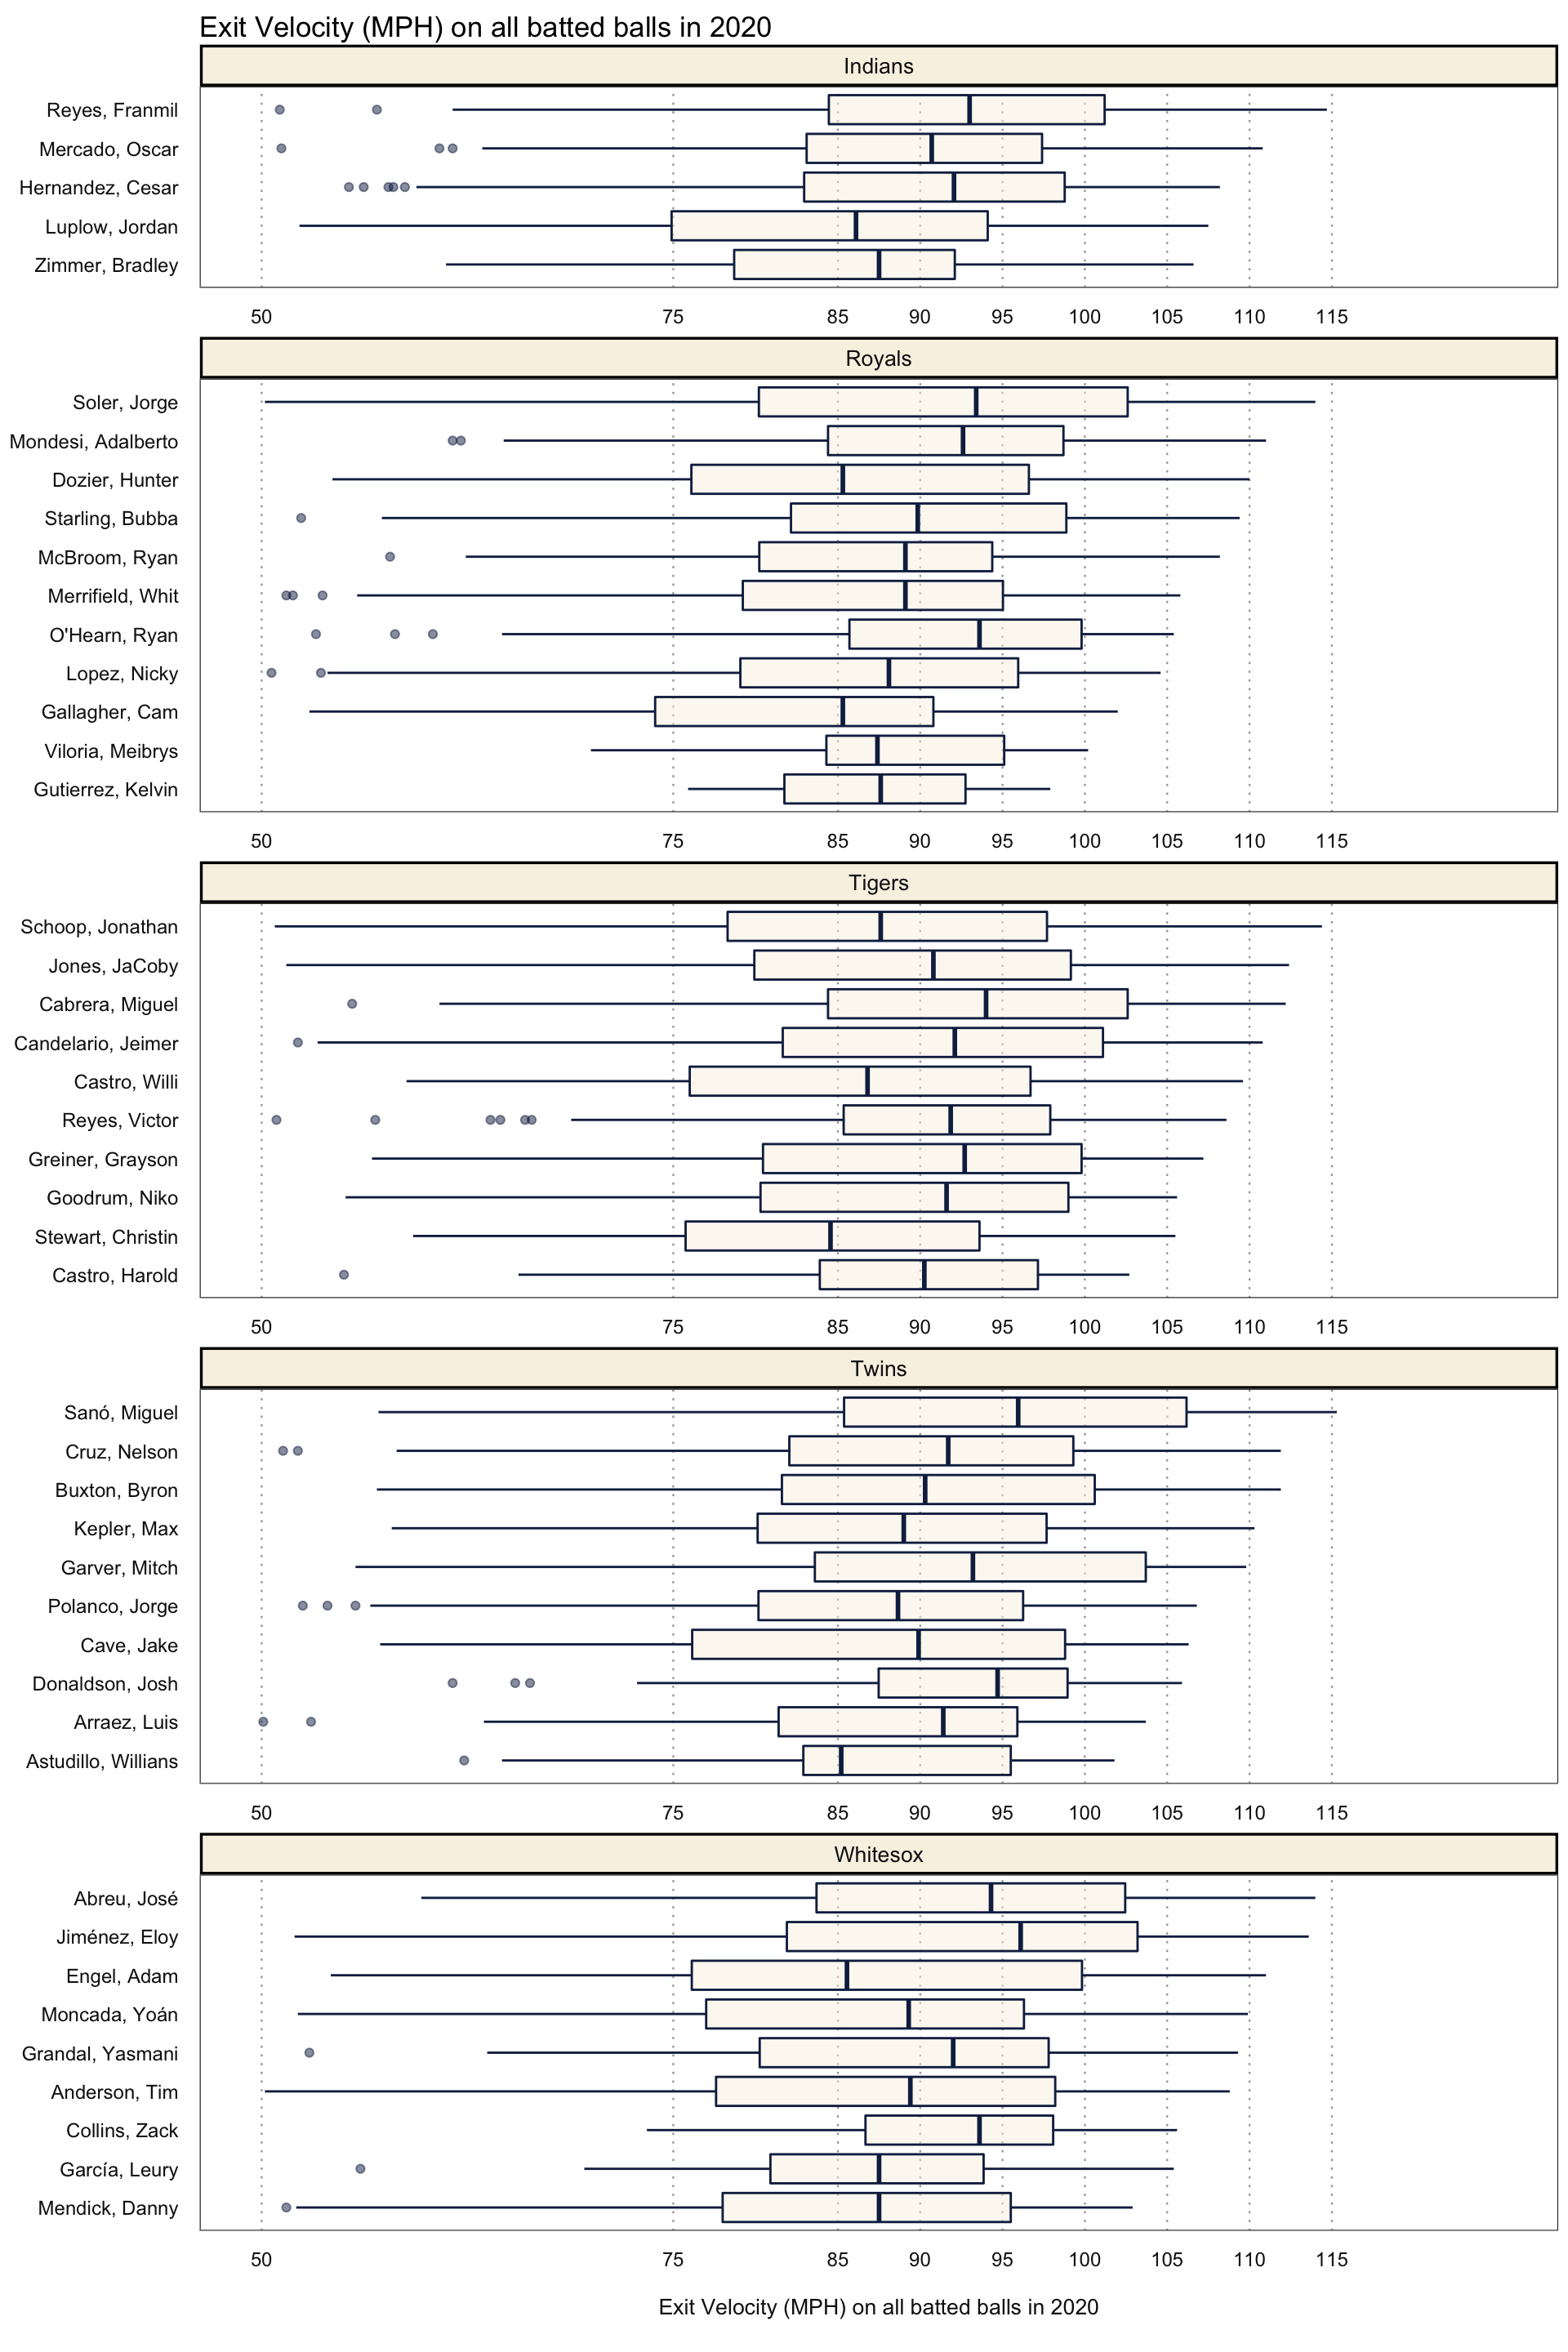 Exit Velocity (MPH) on all batted balls in 2020
Indians
Reyes, Franmil
Mercado, Oscar
Hernandez, Cesar
Luplow, Jordan
Zimmer, Bradley
50 75 85 90 95 100 105 110 115
Royals
Soler, Jorge
Mondesi, Adalberto
Dozier, Hunter
Starling, Bubba
McBroom, Ryan
Merrifield, Whit
O'Hearn, Ryan
Lopez, Nicky
Gallagher, Cam
Viloria, Meibrys
Gutierrez, Kelvin
50 75 85 90 95 100 105 110 115
Tigers
Schoop, Jonathan
Jones, JaCoby
Cabrera, Miguel
Candelario, Jeimer
Castro, Willi
Reyes, Victor
Greiner, Grayson
Goodrum, Niko
Stewart, Christin
Castro, Harold
50 75 85 90 95 100 105 110 115
Twins
Sanó, Miguel
Cruz, Nelson
Buxton, Byron
Kepler, Max
Garver, Mitch
Polanco, Jorge
Cave, Jake
Donaldson, Josh
Arraez, Luis
Astudillo, Willians
50 75 85 90 95 100 105 110 115
Whitesox
Abreu, José
Jiménez, Eloy
Engel, Adam
Moncada, Yoán
Grandal, Yasmani
Anderson, Tim
Collins, Zack
García, Leury
Mendick, Danny
50 75 85 90 95 100 105 110 115
Exit Velocity (MPH) on all batted balls in 2020